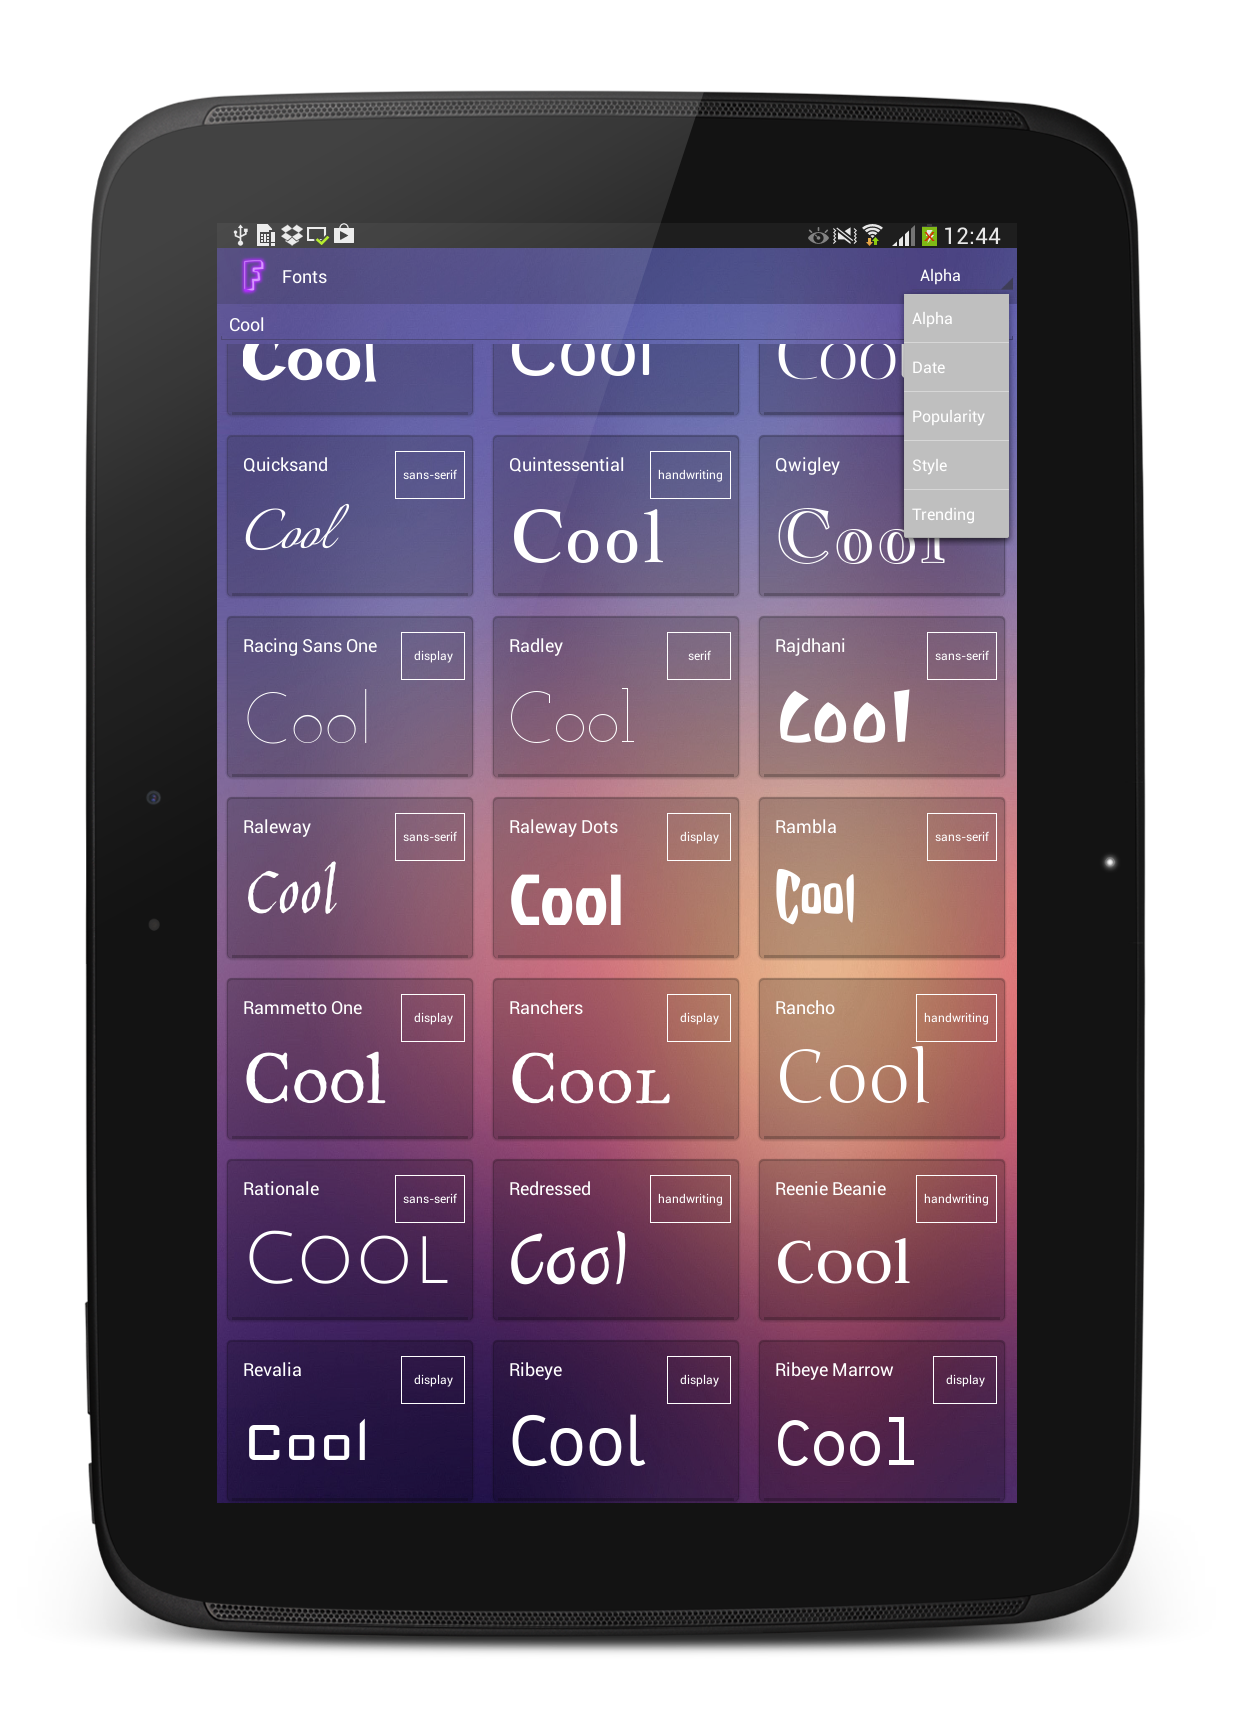 12:44
F Fonts Alpha
Cool
Alpha
Date
Popularity
Style
Trending
Cool Cool Cool
Quicksand sans-serif Quintessential handwriting Qwigley
Cool Cool Cool
Racing Sans One display Radley serif Rajdhani sans-serif
Cool Cool Cool
Raleway sans-serif Raleway Dots display Rambla sans-serif
Cool Cool Cool
Rammetto One display Ranchers display Rancho handwriting
Cool COOL Cool
Rationale sans-serif Redressed handwriting Reenie Beanie handwriting
COOL Cool Cool
Revalia display Ribeye display Ribeye Marrow display
Cool Cool Cool